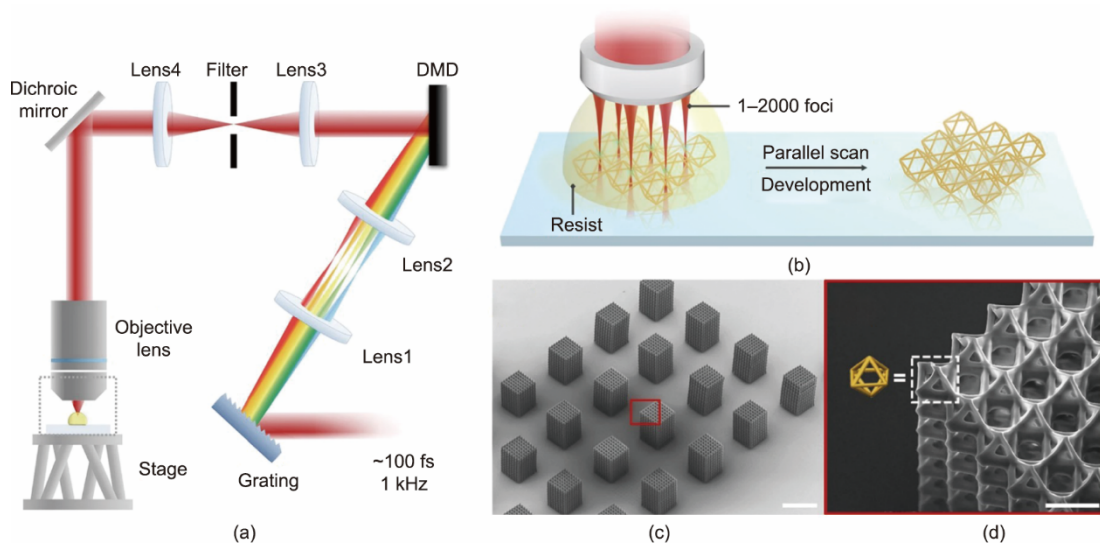 Lens4
Filter
Lens3
DMD
Dichroic
mirror
Lens2
Lens1
Objective
lens
Stage
Grating
~100 fs
1 kHz
(a)
1–2000 foci
Parallel scan
Development
Resist
(b)
(c)
=
(d)